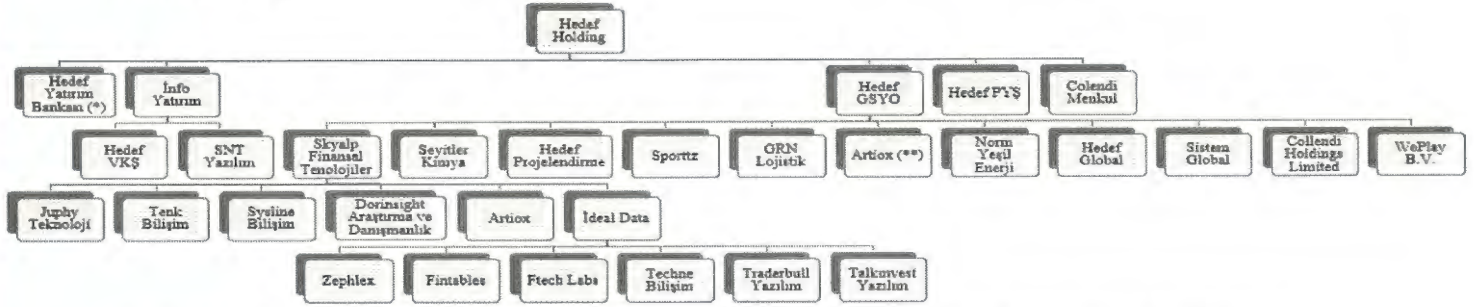 Hedef
Holding
Hedef
Yatırım
Bankası (*)
İnfo
Yatırım
Hedef
GSYO
Hedef PYŞ
Colendi
Menkul
Hedef
VKŞ
SNT
Yazılım
Skyalp
Finansal
Tenolojiler
Seyitler
Kimya
Hedef
Projelendirme
Sporttz
GRN
Lojistik
Artiox (**)
Norm
Yeşil
Enerji
Hedef
Global
Sistem
Global
Collendi
Holdings
Limited
WePlay
B.V.
Juphy
Teknoloji
Tenk
Bilişim
Sysline
Bilişim
Dorinsight
Araştırma ve
Danışmanlık
Artiox
İdeal Data
Zephlex
Fintables
Ftech Labs
Techne
Bilişim
Traderbull
Yazılım
Talkinvest
Yazılım